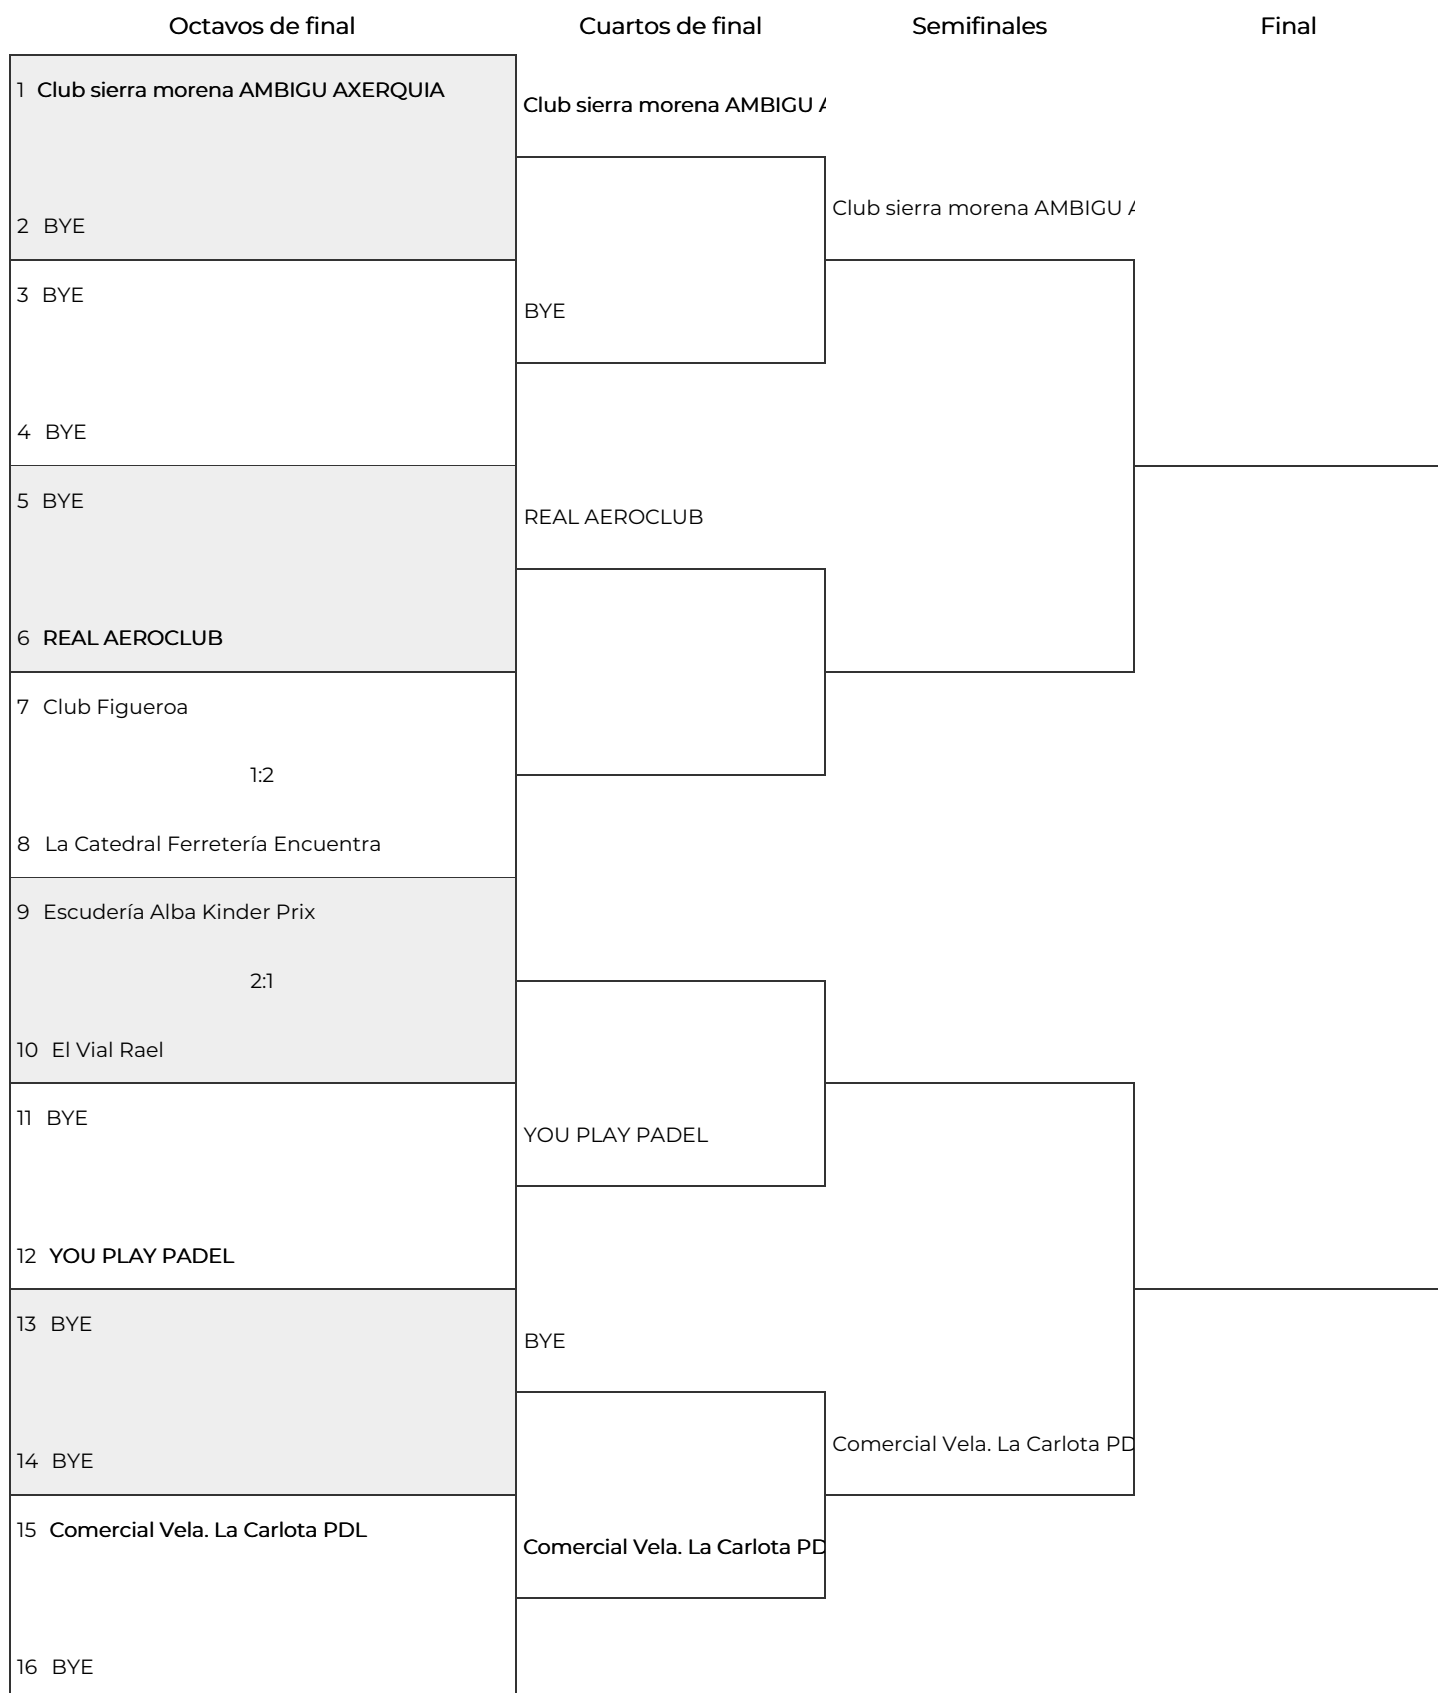 Octavos de final Cuartos de final Semifinales Final
1 Club sierra morena AMBIGU AXERQUIA
Club sierra morena AMBIGU A
Club sierra morena AMBIGU A
2 BYE
3 BYE
BYE
4 BYE
5 BYE
REAL AEROCLUB
6 REAL AEROCLUB
7 Club Figueroa
1:2
8 La Catedral Ferretería Encuentra
9 Escudería Alba Kinder Prix
2:1
10 El Vial Rael
11 BYE
YOU PLAY PADEL
12 YOU PLAY PADEL
13 BYE
BYE
Comercial Vela. La Carlota PD
14 BYE
15 Comercial Vela. La Carlota PDL
Comercial Vela. La Carlota PD
16 BYE